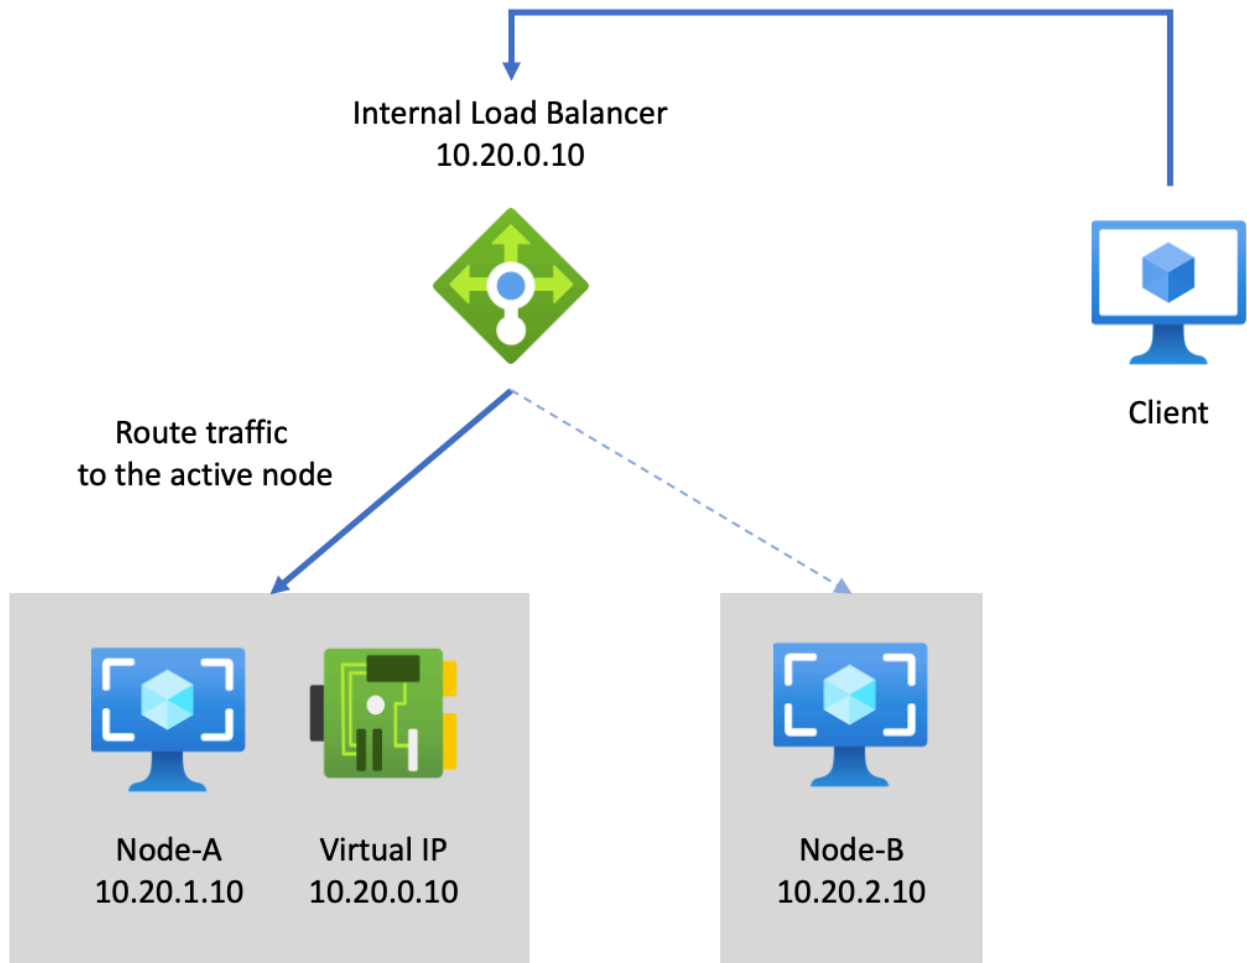 Internal Load Balancer
10.20.0.10
Client
Route traffic
to the active node
Node-A
10.20.1.10
Virtual IP
10.20.0.10
Node-B
10.20.2.10